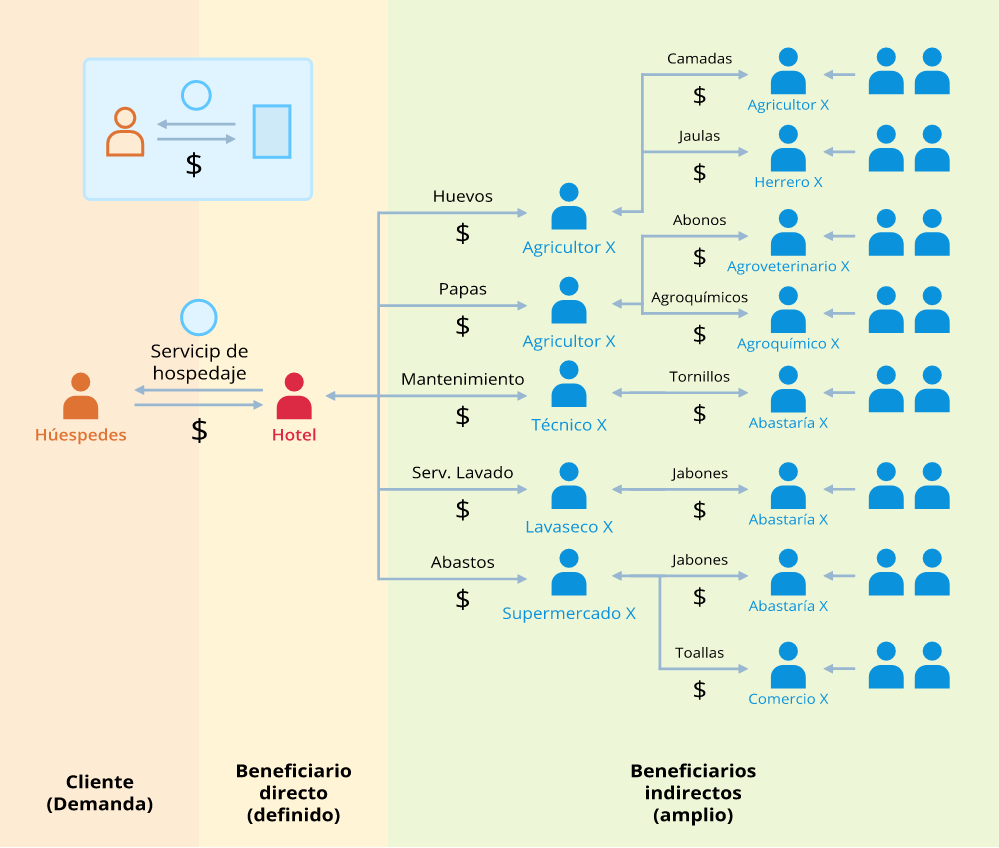 $
Servicip de
hospedaje
$
Húespedes
Hotel
Huevos
$
Agricultor X
Papas
$
Agricultor X
Mantenimiento
$
Técnico X
Serv. Lavado
$
Lavaseco X
Abastos
$
Supermercado X
Camadas
$
Agricultor X
Jaulas
$
Herrero X
Abonos
$
Agroveterinario X
Agroquímicos
$
Agroquímico X
Tornillos
$
Abastaría X
Jabones
$
Abastaría X
Jabones
$
Abastaría X
Toallas
$
Comercio X
Cliente
(Demanda)
Beneficiario
directo
(definido)
Beneficiarios
indirectos
(amplio)